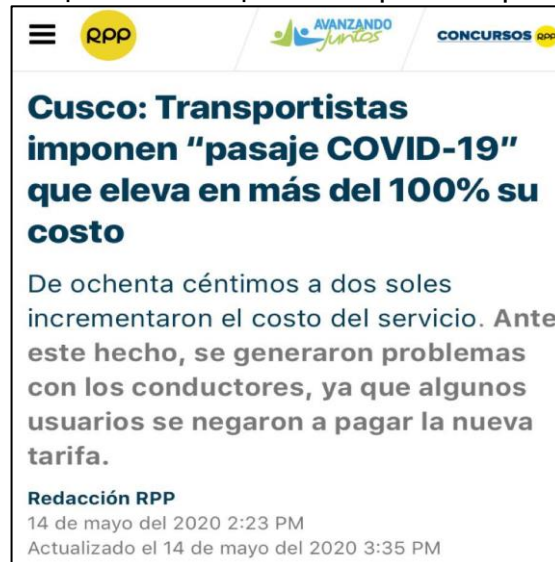 RPP
AVANZANDO
Juntos
CONCURSOS RPP
Cusco: Transportistas
imponen “pasaje COVID-19”
que eleva en más del 100% su
costo
De ochenta céntimos a dos soles
incrementaron el costo del servicio. Ante
este hecho, se generaron problemas
con los conductores, ya que algunos
usuarios se negaron a pagar la nueva
tarifa.
Redacción RPP
14 de mayo del 2020 2:23 PM
Actualizado el 14 de mayo del 2020 3:35 PM